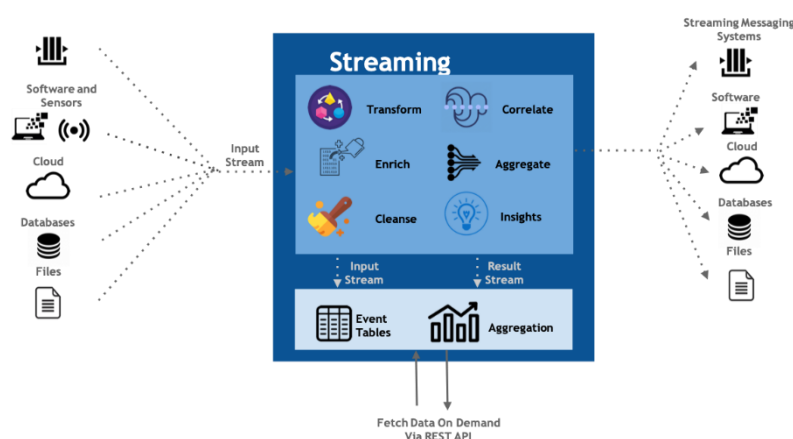 Streaming Messaging
Systems
Streaming
Software and
Sensors
Transform
Correlate
Software
Input
Stream
Cloud
Enrich
Aggregate
Cloud
Databases
Cleanse
Insights
Databases
Files
Input
Stream
Result
Stream
Files
Event
Tables
Aggregation
Fetch Data On Demand
Via REST API